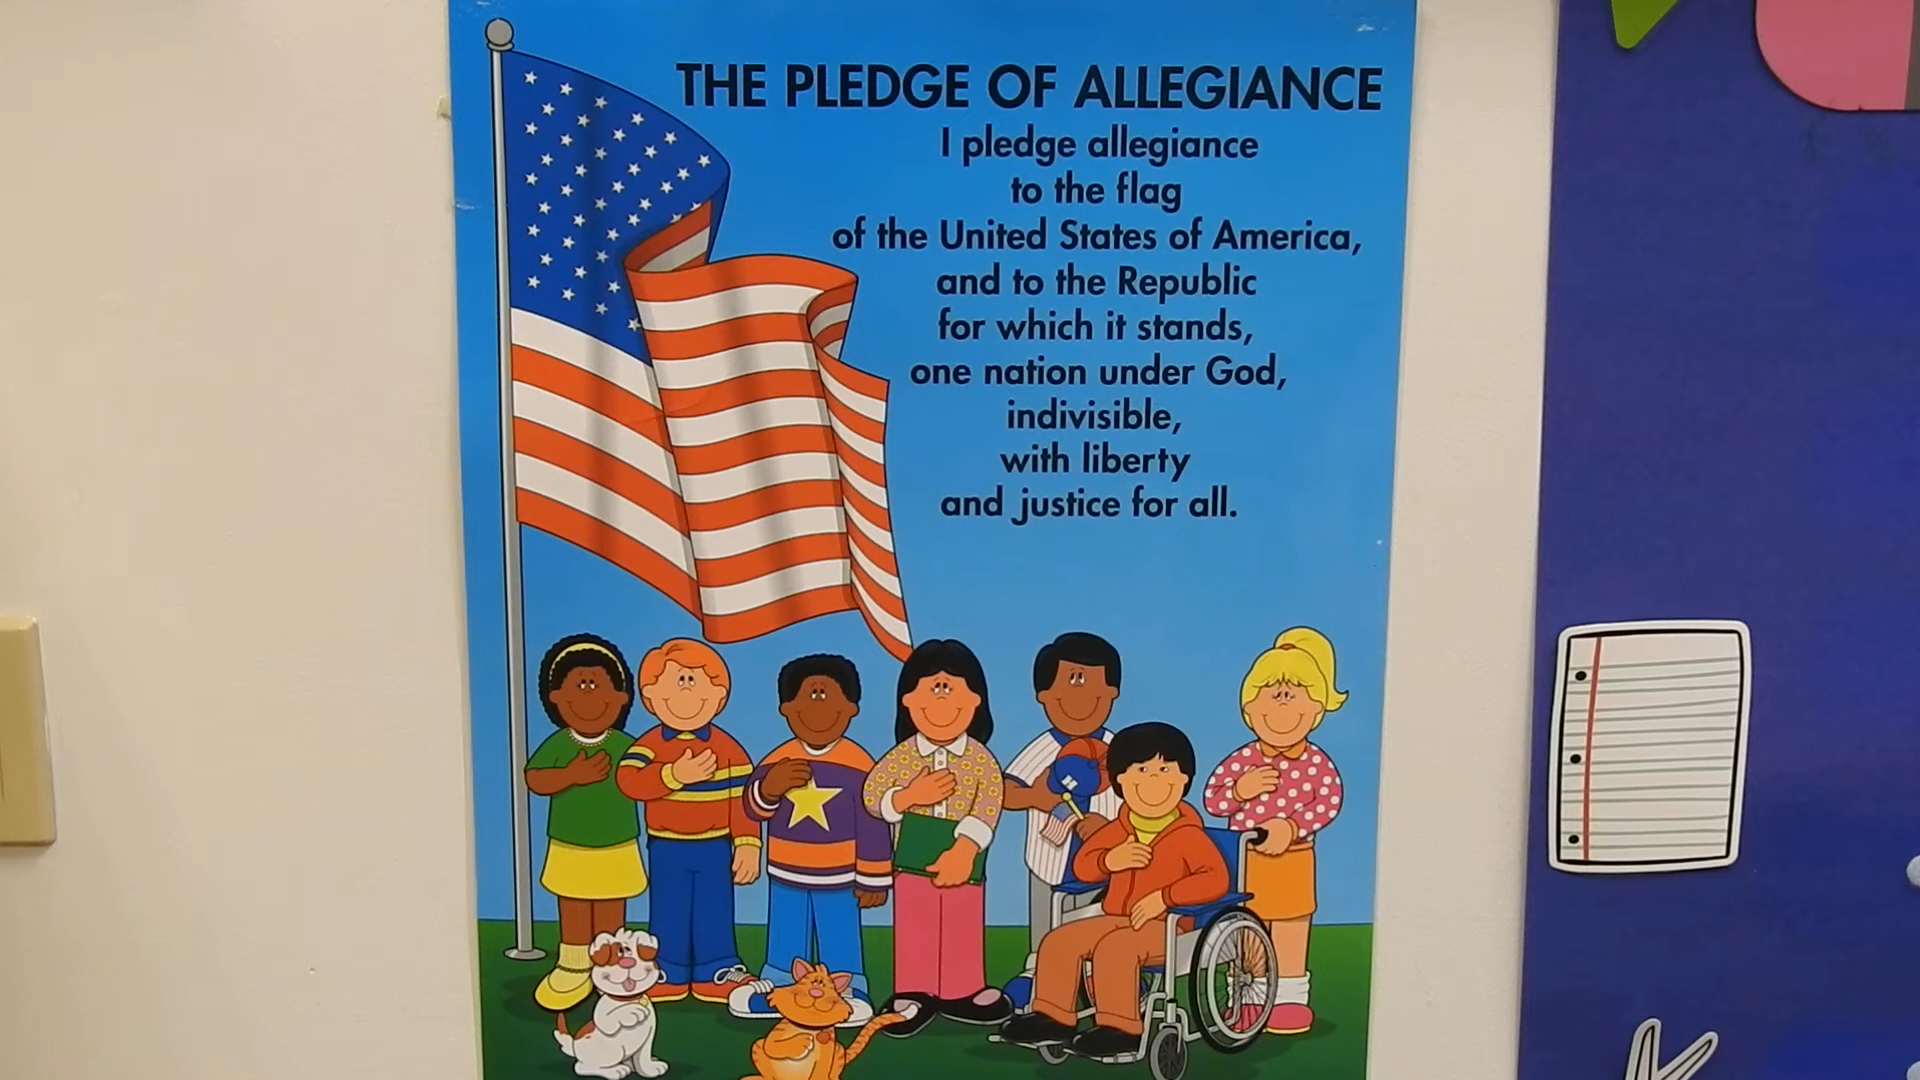 THE PLEDGE OF ALLEGIANCE
I pledge allegiance
to the flag
of the United States of America,
and to the Republic
for which it stands,
one nation under God,
indivisible,
with liberty
and justice for all.